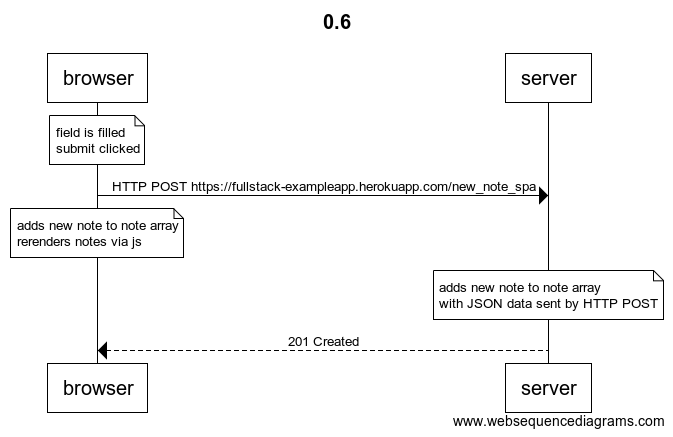 0.6
browser
server
field is filled
submit clicked
HTTP POST https://fullstack-exampleapp.herokuapp.com/new_note_spa
adds new note to note array
rerenders notes via js
adds new note to note array
with JSON data sent by HTTP POST
201 Created
browser
server
www.websequencediagrams.com